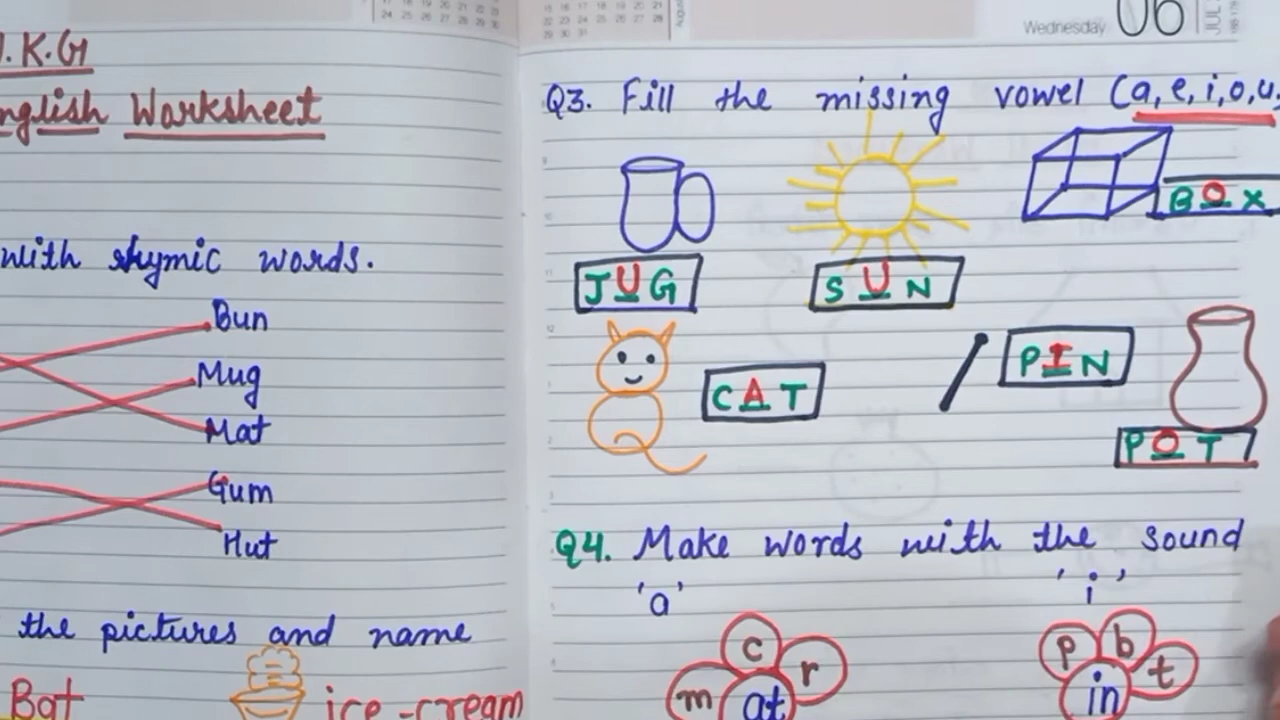 U.K.G
English Worksheet
with rhymic words.
Bun
Mug
Mat
Gum
Hut
the pictures and name
Bat
ice-cream
Wednesday 06
Q3. Fill the missing vowel (a, e, i, o, u,
BOX
JUG
SUN
CAT
PIN
POT
Q4. Make words with the sound
'a' 'i'
c p b
m r t
at in